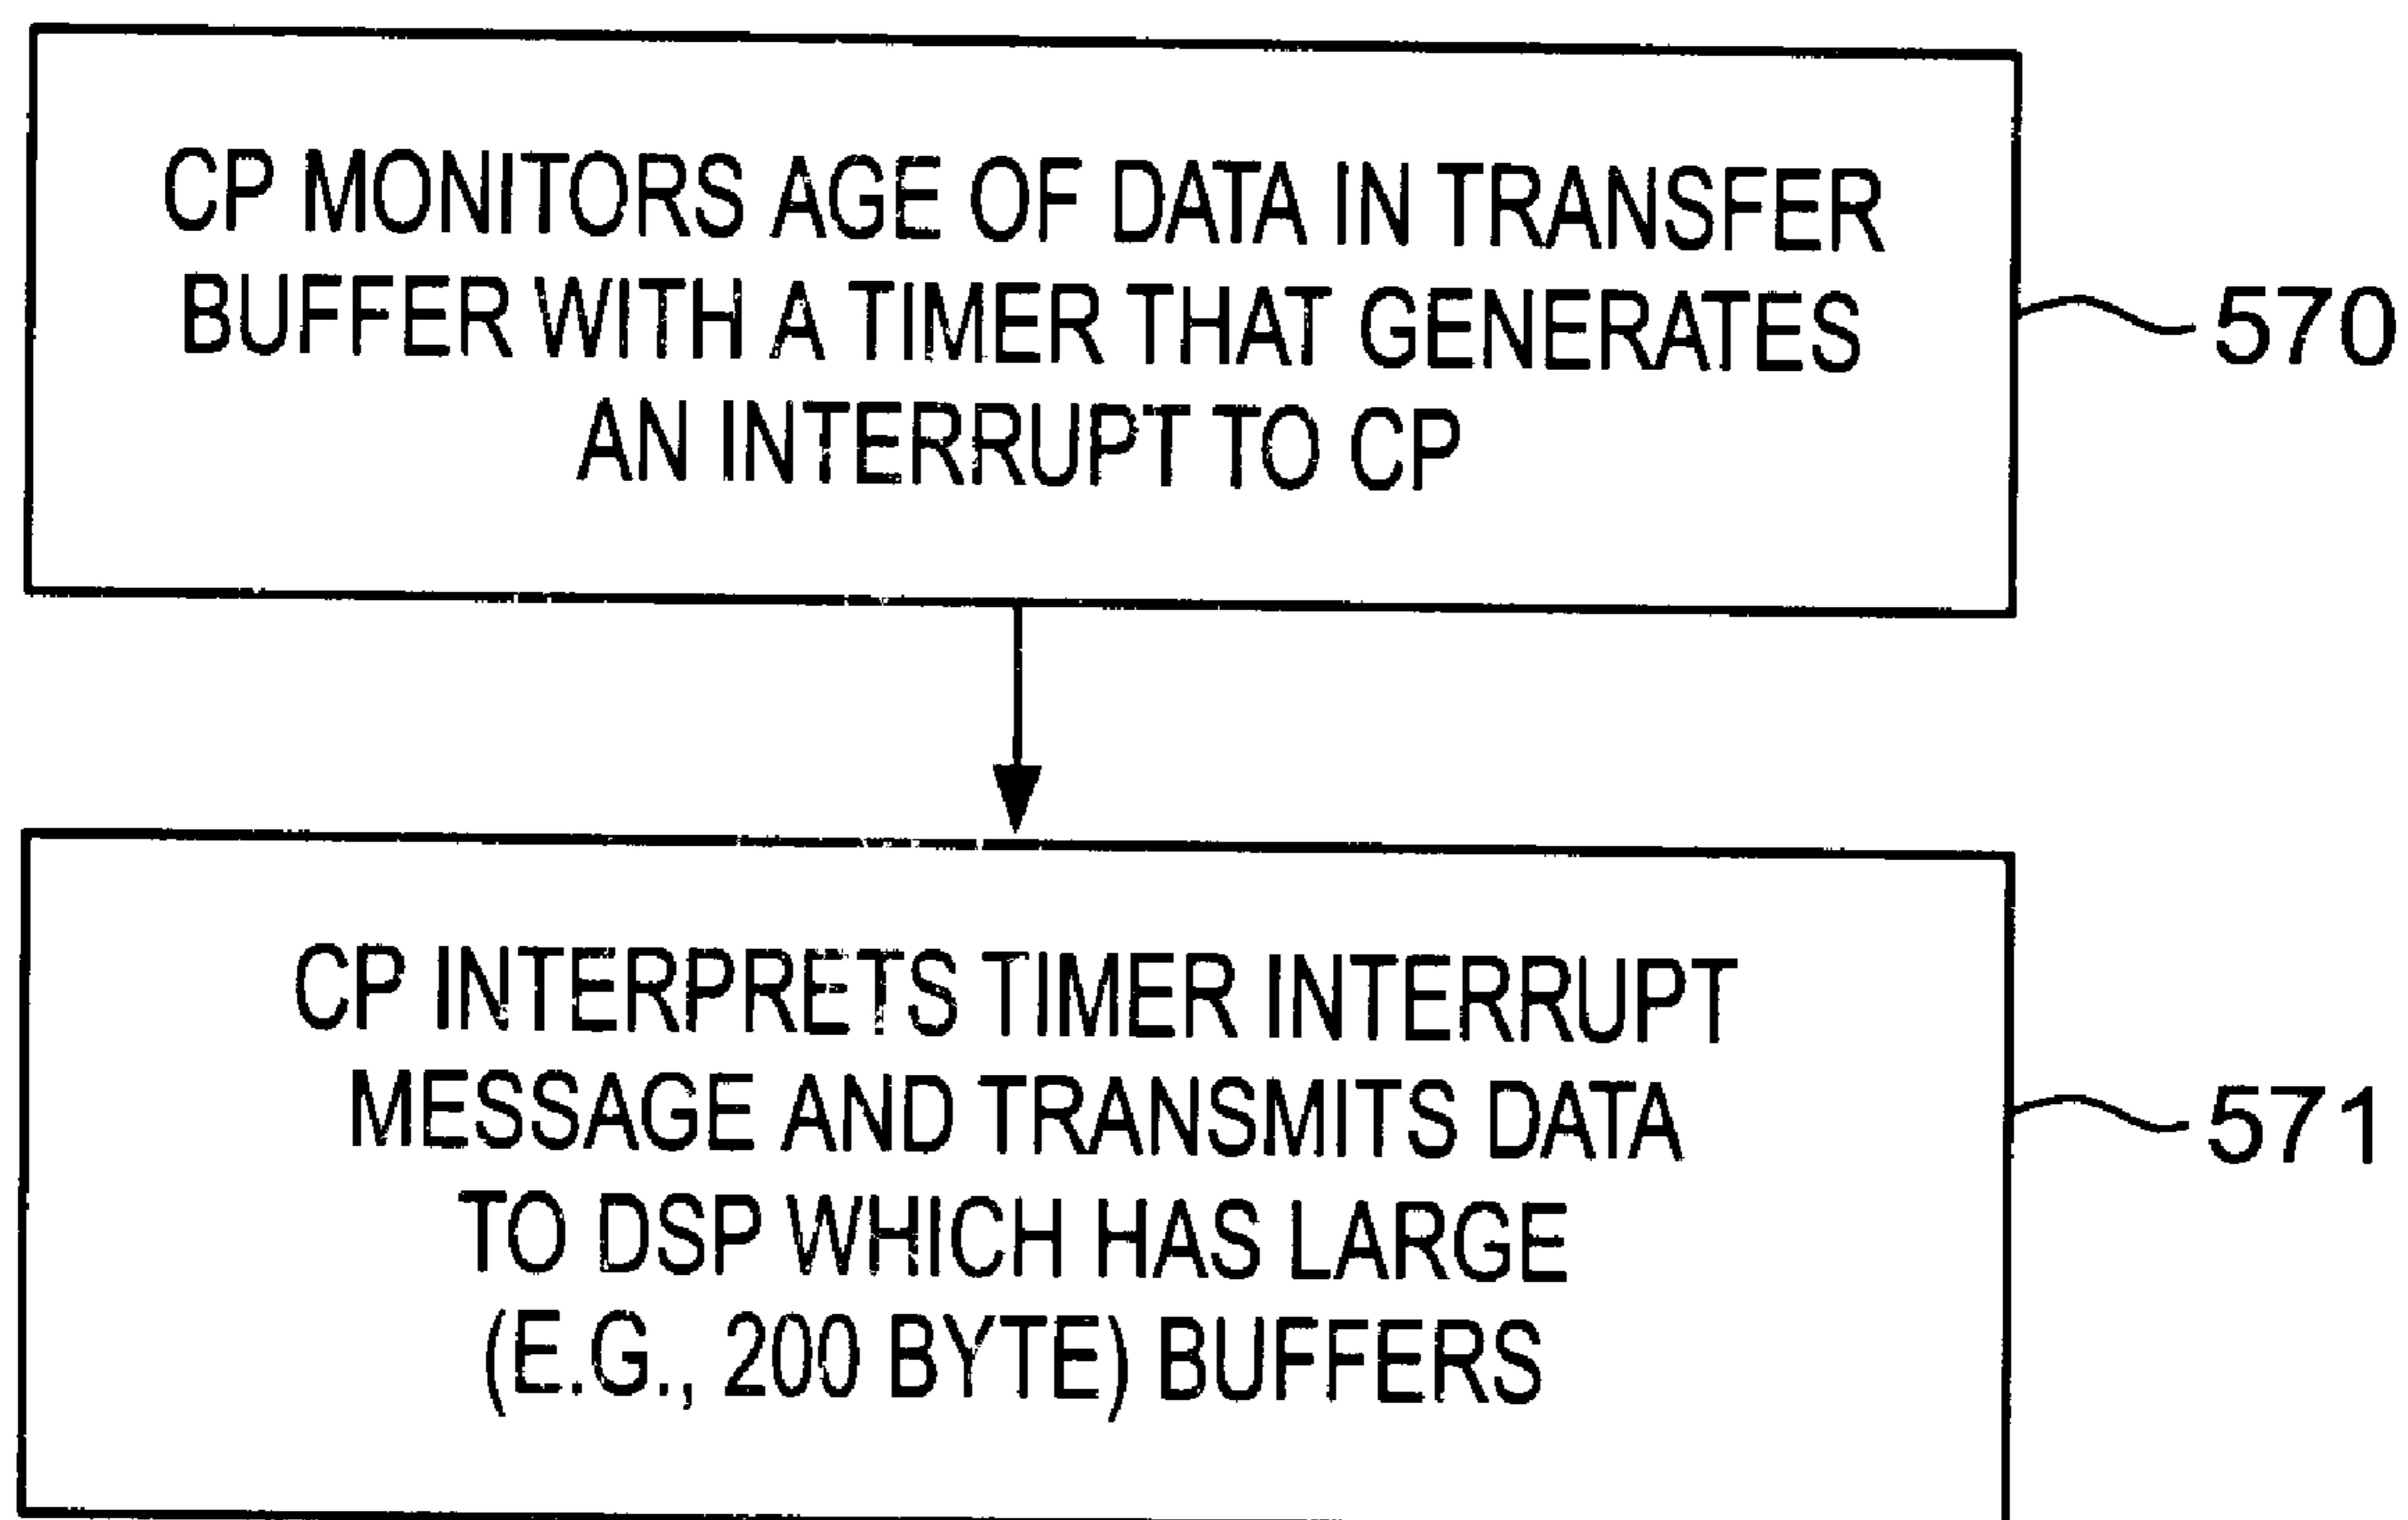 CP MONITORS AGE OF DATA IN TRANSFER
BUFFER WITH A TIMER THAT GENERATES
AN INTERRUPT TO CP
570
CP INTERPRETS TIMER INTERRUPT
MESSAGE AND TRANSMITS DATA
TO DSP WHICH HAS LARGE
(E.G., 200 BYTE) BUFFERS
571